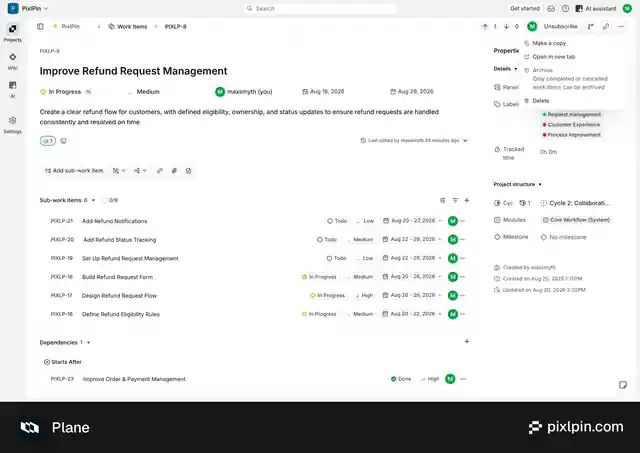 PixlPin
Search
Get started
AI assistant
M
PixlPin
Work Items
PIXLP-8
M
Unsubscribe
Projects
Wiki
AI
Settings
PIXLP-8
Improve Refund Request Management
In Progress
Medium
M maxsmyth (you)
Aug 18, 2026
Aug 29, 2026
Create a clear refund flow for customers, with defined eligibility, ownership, and status updates to ensure refund requests are handled
consistently and resolved on time.
1
Last edited by maxsmyth 36 minutes ago
Add sub-work item
Sub-work items 6
0/6
PIXLP-21 Add Refund Notifications Todo Low Aug 20 - 27, 2026 M
PIXLP-20 Add Refund Status Tracking Todo Medium Aug 22 - 29, 2026 M
PIXLP-19 Set Up Refund Request Management Todo Low Aug 22 - 28, 2026 M
PIXLP-18 Build Refund Request Form In Progress Medium Aug 20 - 26, 2026 M
PIXLP-17 Design Refund Request Flow In Progress High Aug 20 - 25, 2026 M
PIXLP-16 Define Refund Eligibility Rules In Progress Medium Aug 20 - 22, 2026 M
Dependencies 1
Starts After
PIXLP-23 Improve Order & Payment Management Done High M
Make a copy
Open in new tab
Archive
Only completed or cancelled
work items can be archived
Delete
Properties
Details
Parent
Labels
Request management
Customer Experience
Process Improvement
Tracked
time
0h 0m
Project structure
Cyc
1
Cycle 2: Collaborati...
Modules
Core Workflow (System)
Milestone
No milestone
Created by maxsmyth
Created on Aug 20, 2026 1:11PM
Updated on Aug 20, 2026 2:32PM
Plane
pixlpin.com